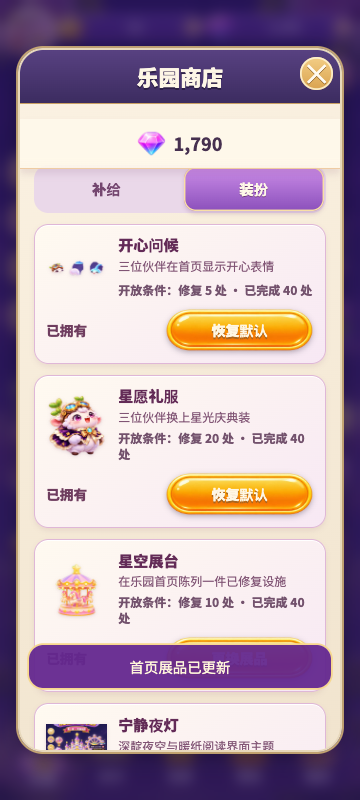 乐园商店
1,790
补给
装扮
开心问候
三位伙伴在首页显示开心表情
开放条件：修复 5 处 · 已完成 40 处
已拥有
恢复默认
星愿礼服
三位伙伴换上星光庆典装
开放条件：修复 20 处 · 已完成 40
处
已拥有
恢复默认
星空展台
在乐园首页陈列一件已修复设施
开放条件：修复 10 处 · 已完成 40
处
首页展品已更新
宁静夜灯
深靛夜空与暖纸阅读界面主题